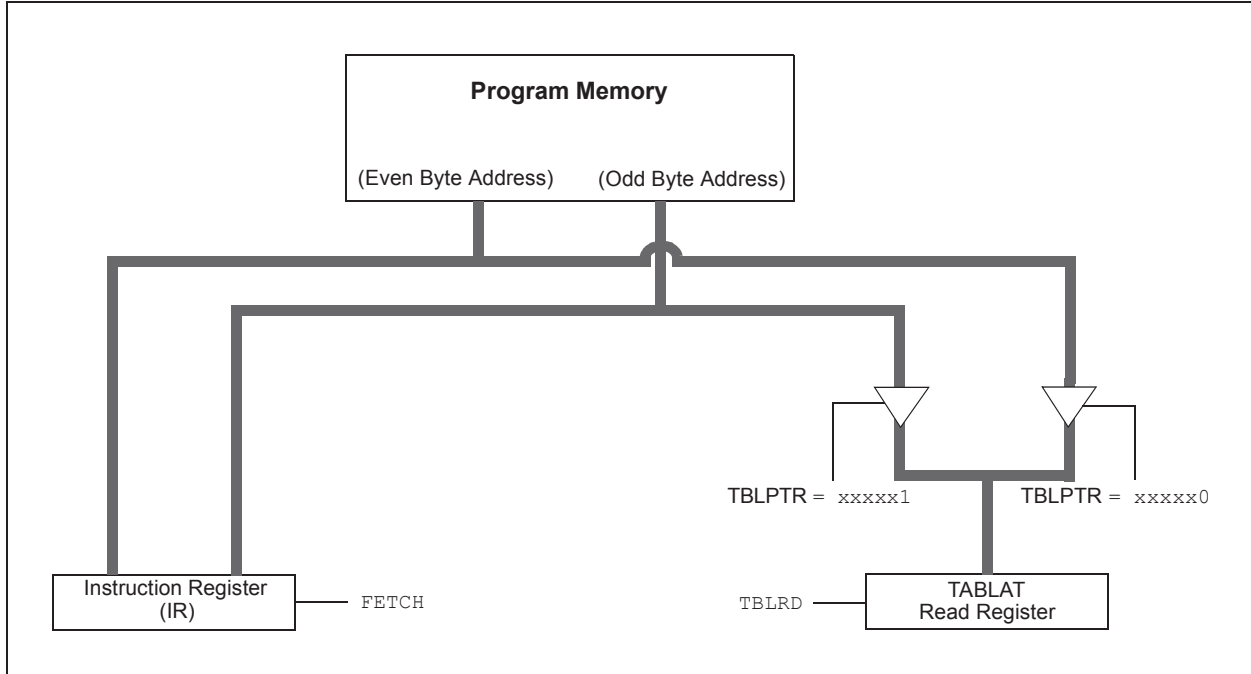 Program Memory
(Even Byte Address) (Odd Byte Address)
TBLPTR = xxxxx1 TBLPTR = xxxxx0
Instruction Register
(IR)
FETCH
TBLRD
TABLAT
Read Register